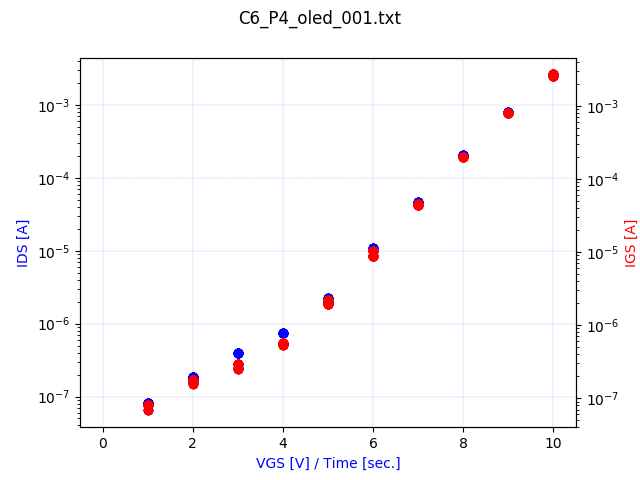 C6_P4_oled_001.txt
IDS [A]
10⁻³
10⁻⁴
10⁻⁵
10⁻⁶
10⁻⁷
0 2 4 6 8 10
VGS [V] / Time [sec.]
10⁻³
10⁻⁴
10⁻⁵
10⁻⁶
10⁻⁷
IGS [A]